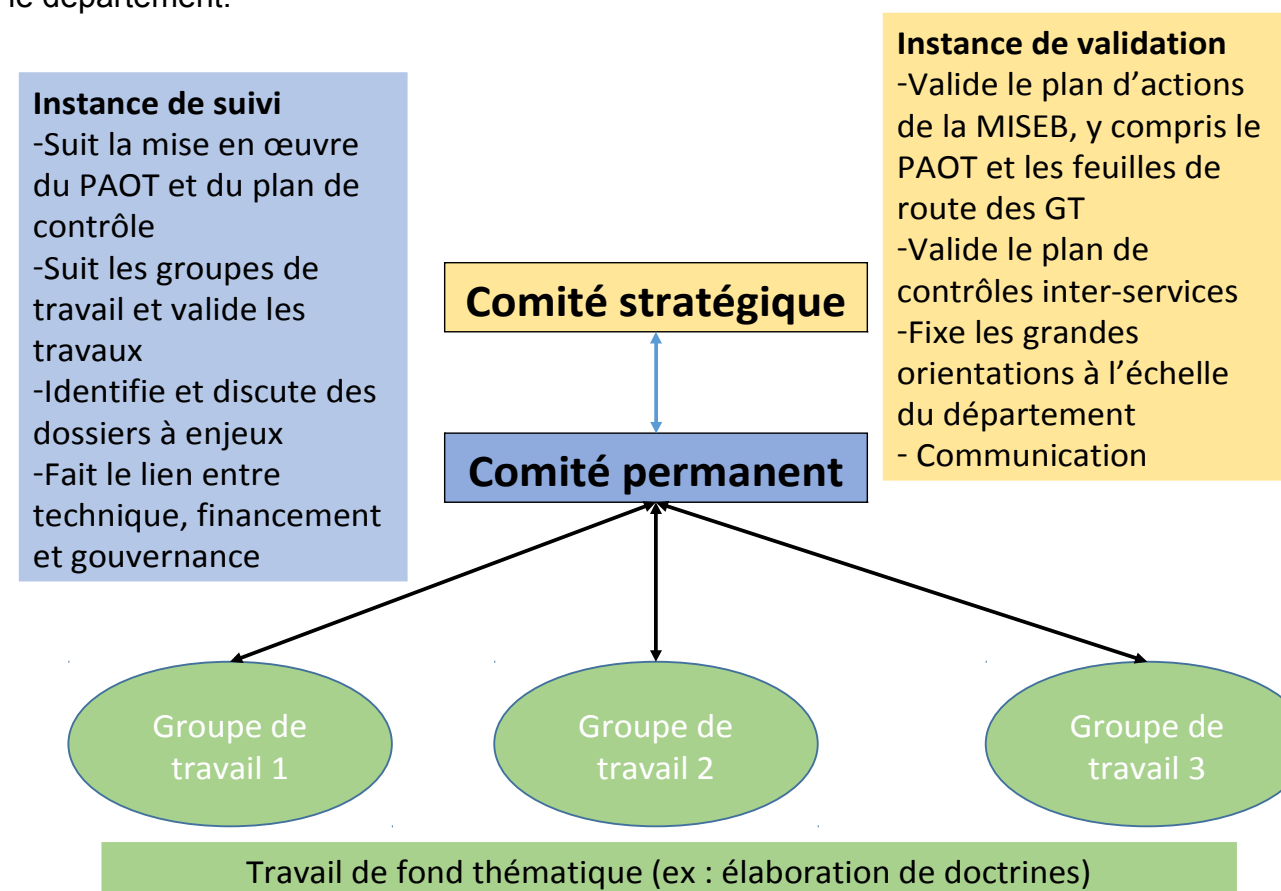 le département.
Instance de suivi
-Suit la mise en œuvre
du PAOT et du plan de
contrôle
-Suit les groupes de
travail et valide les
travaux
-Identifie et discute des
dossiers à enjeux
-Fait le lien entre
technique, financement
et gouvernance
Instance de validation
-Valide le plan d’actions
de la MISEB, y compris le
PAOT et les feuilles de
route des GT
-Valide le plan de
contrôles inter-services
-Fixe les grandes
orientations à l’échelle
du département
- Communication
Comité stratégique
Comité permanent
Groupe de
travail 1
Groupe de
travail 2
Groupe de
travail 3
Travail de fond thématique (ex : élaboration de doctrines)